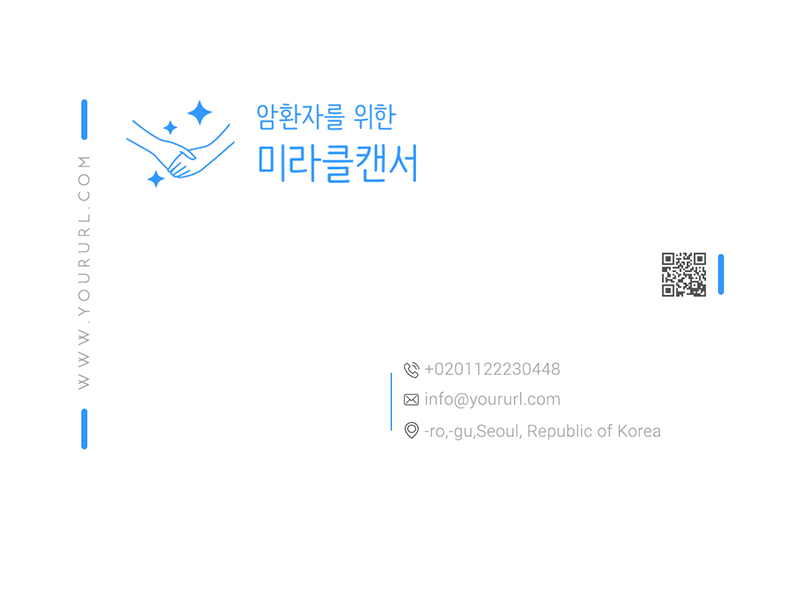 암환자를 위한
미라클캔서
WWW.YOURURL.COM
+0201122230448
info@yoururl.com
-ro,-gu,Seoul, Republic of Korea